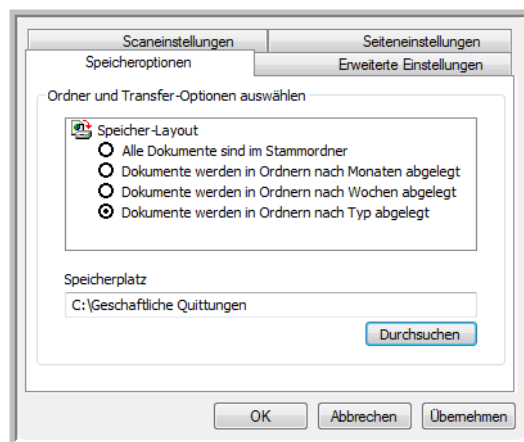 Scaneinstellungen
Seiteneinstellungen
Speicheroptionen
Erweiterte Einstellungen
Ordner und Transfer-Optionen auswählen
Speicher-Layout
Alle Dokumente sind im Stammordner
Dokumente werden in Ordnern nach Monaten abgelegt
Dokumente werden in Ordnern nach Wochen abgelegt
Dokumente werden in Ordnern nach Typ abgelegt
Speicherplatz
C:\Geschaftliche Quittungen
Durchsuchen
OK
Abbrechen
Übernehmen